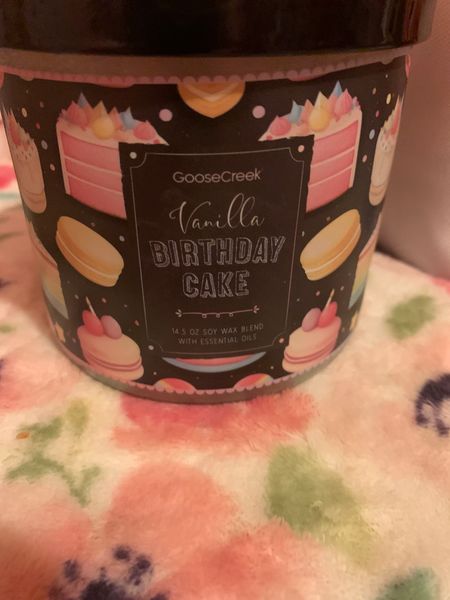 GooseCreek
Vanilla
BIRTHDAY
CAKE
14.5 OZ SOY WAX BLEND
WITH ESSENTIAL OILS